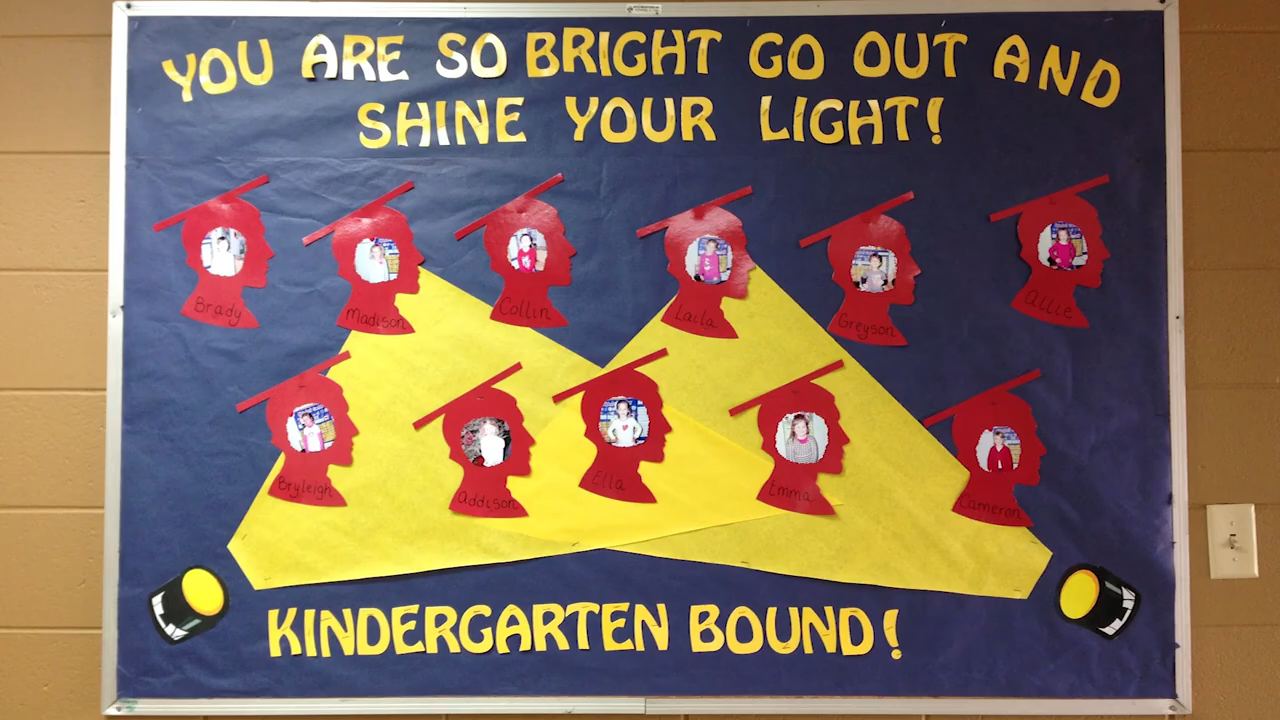 YOU ARE SO BRIGHT GO OUT AND
SHINE YOUR LIGHT!
Brady
Madison
Collin
Laila
Greyson
Allie
Bryleigh
Addison
Ella
Emma
Cameron
KINDERGARTEN BOUND!